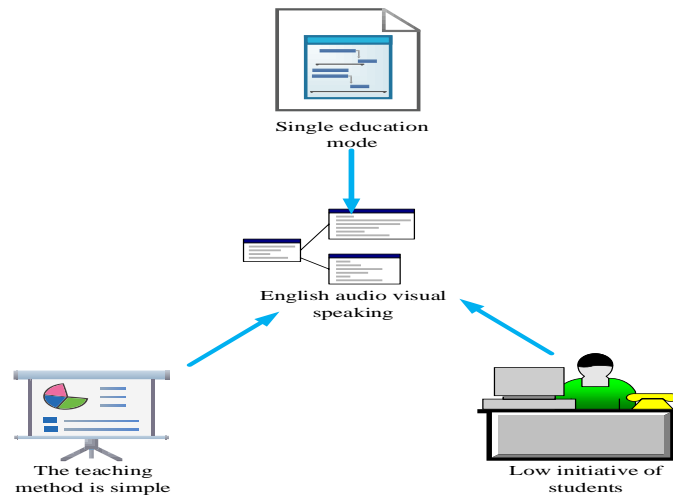 Single education
mode
English audio visual
speaking
The teaching
method is simple
Low initiative of
students